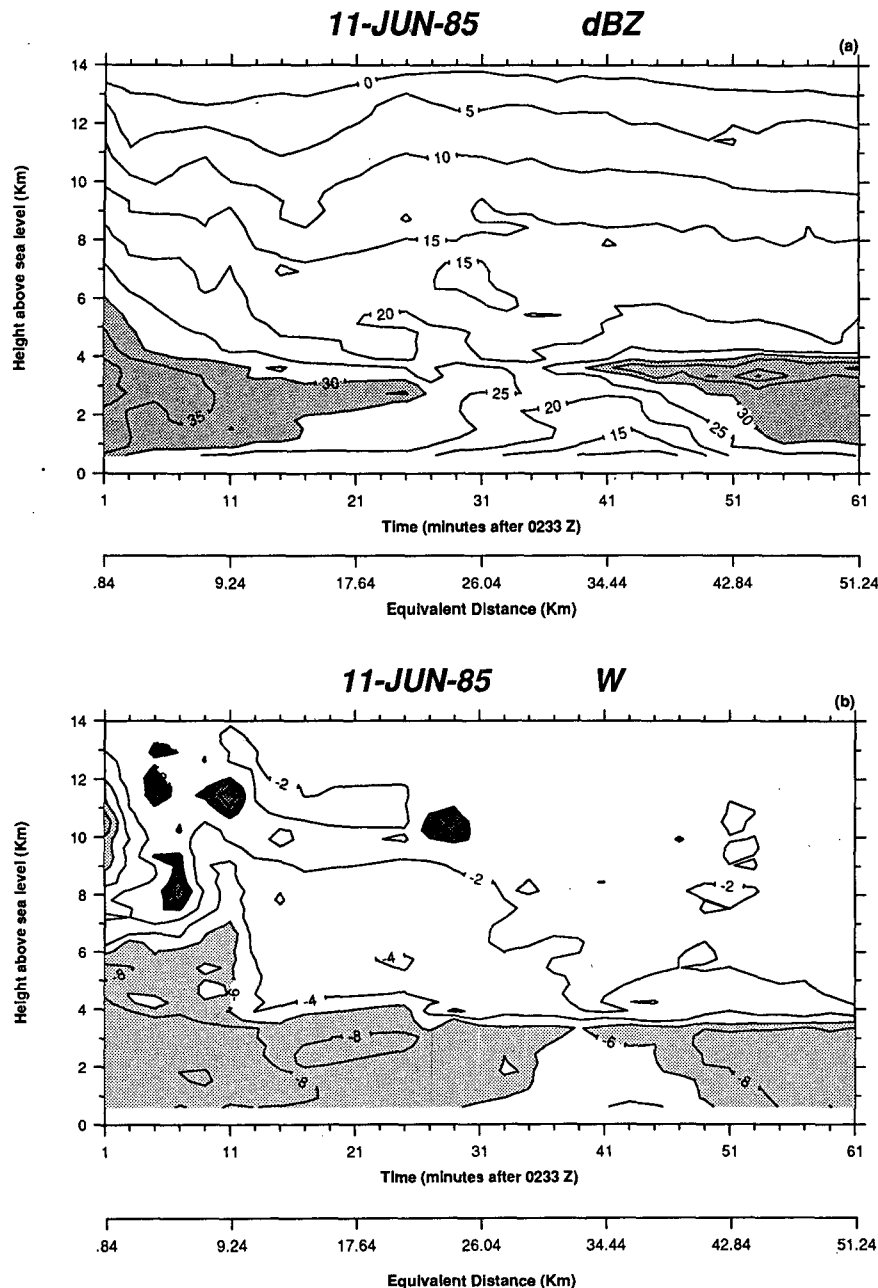 11-JUN-85 dBZ
(a)
14
12
10
8
6
4
2
0
Height above sea level (Km)
0
5
10
15
15
20
30
35
25
20
15
30
25
1 11 21 31 41 51 61
Time (minutes after 0233 Z)
.84 9.24 17.64 26.04 34.44 42.84 51.24
Equivalent Distance (Km)
11-JUN-85 W
(b)
14
12
10
8
6
4
2
0
Height above sea level (Km)
-2
-2
-2
-4
-8
-6
-4
-8
-6
-8
-8
1 11 21 31 41 51 61
Time (minutes after 0233 Z)
.84 9.24 17.64 26.04 34.44 42.84 51.24
Equivalent Distance (Km)